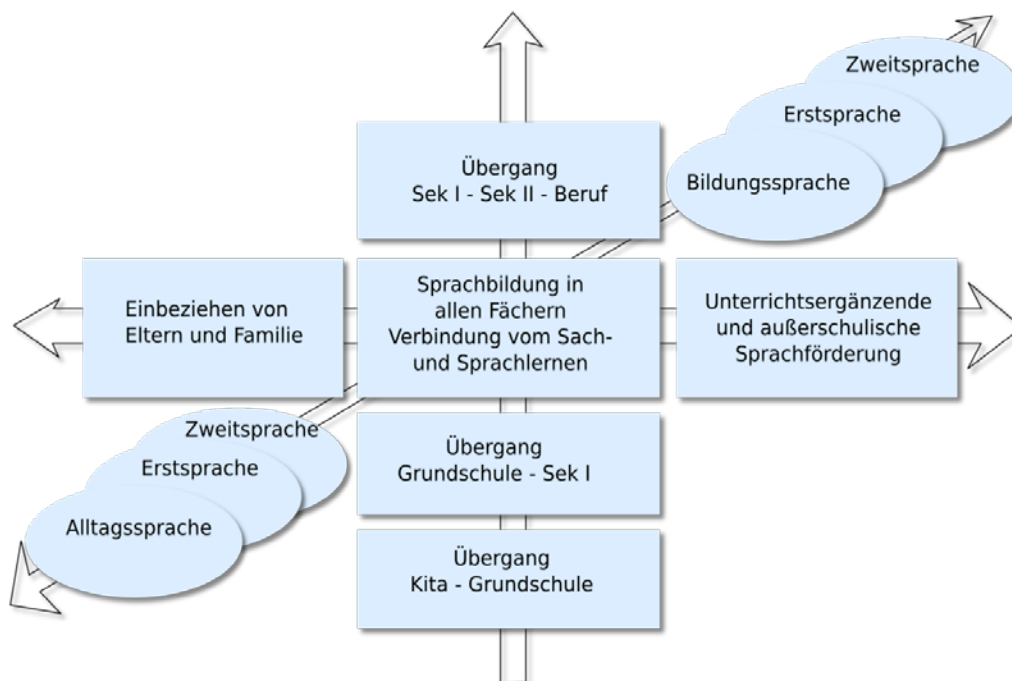 Zweitsprache
Erstsprache
Bildungssprache
Übergang
Sek I - Sek II - Beruf
Einbeziehen von
Eltern und Familie
Sprachbildung in
allen Fächern
Verbindung vom Sach-
und Sprachlernen
Unterrichtsergänzende
und außerschulische
Sprachförderung
Zweitsprache
Erstsprache
Alltagssprache
Übergang
Grundschule - Sek I
Übergang
Kita - Grundschule